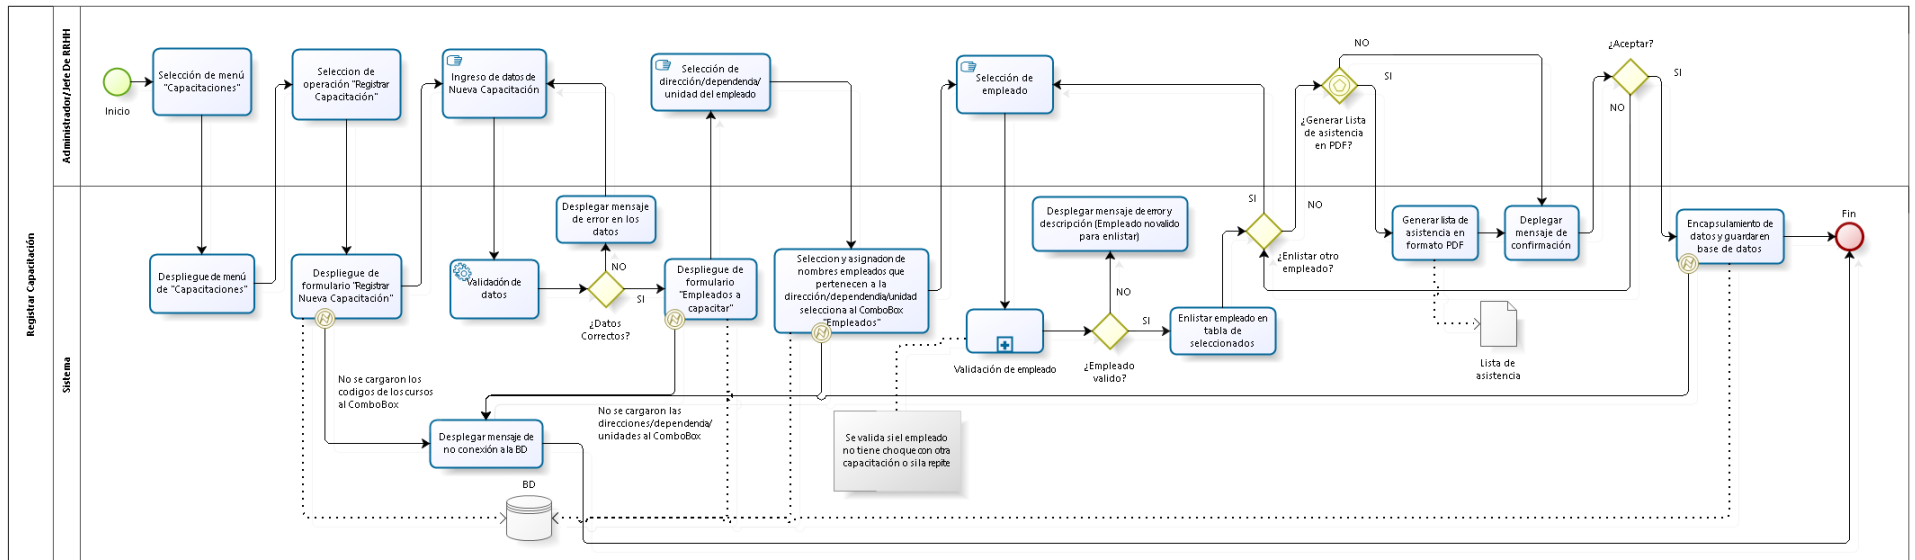 Registrar Capacitación
Administrador/Jefe De RRHH
Inicio
Selección de menú
"Capacitaciones"
Seleccion de
operación "Registrar
Capacitación"
Ingreso de datos de
Nueva Capacitación
Selección de
dirección/dependencia/
unidad del empleado
Selección de
empleado
NO
SI
¿Generar Lista
de asistencia
en PDF?
¿Aceptar?
SI
NO
Sistema
Despliegue de menú
de "Capacitaciones"
Despliegue de
formulario "Registrar
Nueva Capacitación"
Validación de
datos
Desplegar mensaje
de error en los
datos
NO
SI
¿Datos
Correctos?
Despliegue de
formulario
"Empleados a
capacitar"
Seleccion y asignacion de
nombres empleados que
pertenecen a la
dirección/dependencia/unidad
selecciona al ComboBox
"Empleados"
Validación de empleado
Desplegar mensaje de error y
descripción (Empleado no valido
para enlistar)
NO
SI
¿Empleado
valido?
Enlistar empleado en
tabla de
seleccionados
SI
NO
¿Enlistar otro
empleado?
Generar lista de
asistencia en
formato PDF
Deplegar
mensaje de
confirmación
Lista de
asistencia
Encapsulamiento de
datos y guardar en
base de datos
Fin
No se cargaron los
codigos de los cursos
al ComboBox
No se cargaron las
direcciones/dependencia/
unidades al ComboBox
Desplegar mensaje de
no conexión a la BD
Se valida si el empleado
no tiene choque con otra
capacitación o si la repite
BD